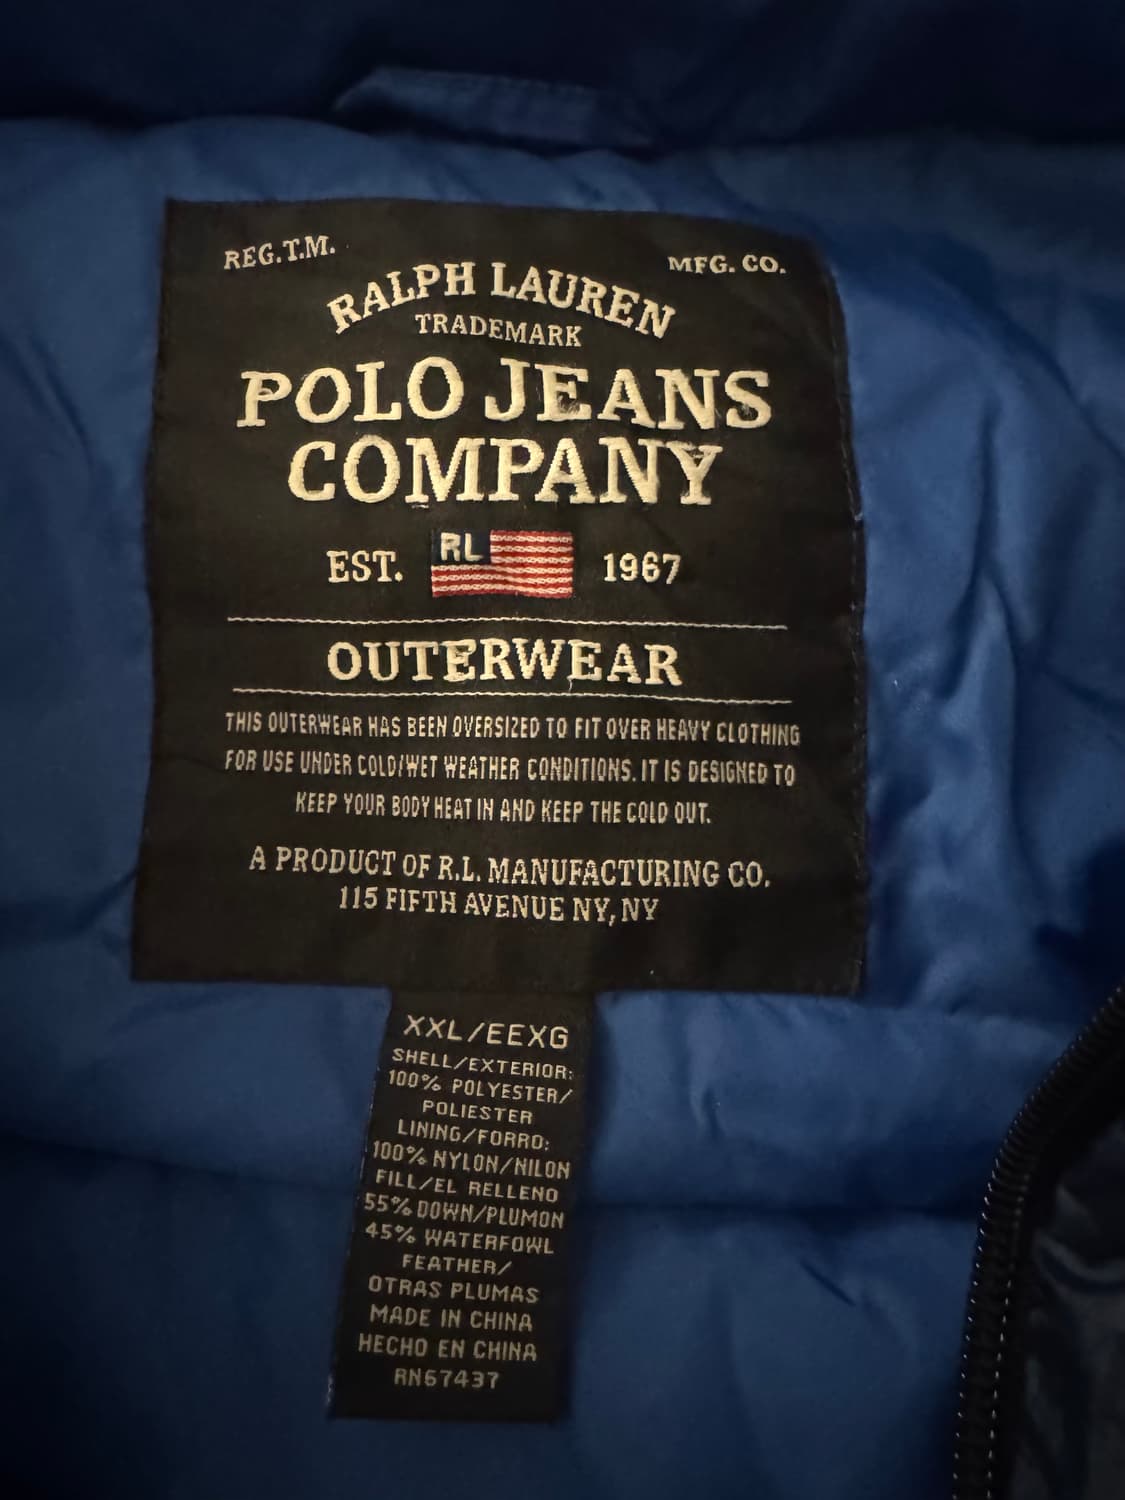 REG.T.M.
MFG. CO.
RALPH LAUREN
TRADEMARK
POLO JEANS
COMPANY
EST. RL 1967
OUTERWEAR
THIS OUTERWEAR HAS BEEN OVERSIZED TO FIT OVER HEAVY CLOTHING
FOR USE UNDER COLD/WET WEATHER CONDITIONS. IT IS DESIGNED TO
KEEP YOUR BODY HEAT IN AND KEEP THE COLD OUT.
A PRODUCT OF R.L. MANUFACTURING CO.
115 FIFTH AVENUE NY, NY
XXL/EEXG
SHELL/EXTERIOR:
100% POLYESTER/
POLIESTER
LINING/FORRO:
100% NYLON/NILON
FILL/EL RELLENO
55% DOWN/PLUMON
45% WATERFOWL
FEATHER/
OTRAS PLUMAS
MADE IN CHINA
HECHO EN CHINA
RN67437